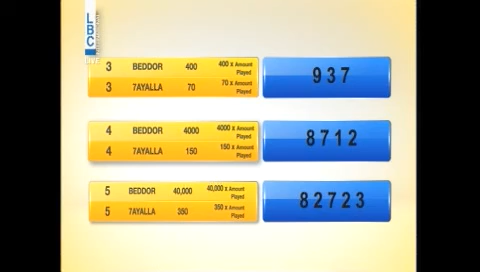 LBC
LIVE
3 BEDDOR 400 400 x Amount Played
3 7AYALLA 70 70 x Amount Played
937
4 BEDDOR 4000 4000 x Amount Played
4 7AYALLA 150 150 x Amount Played
8712
5 BEDDOR 40,000 40,000 x Amount Played
5 7AYALLA 350 350 x Amount Played
82723